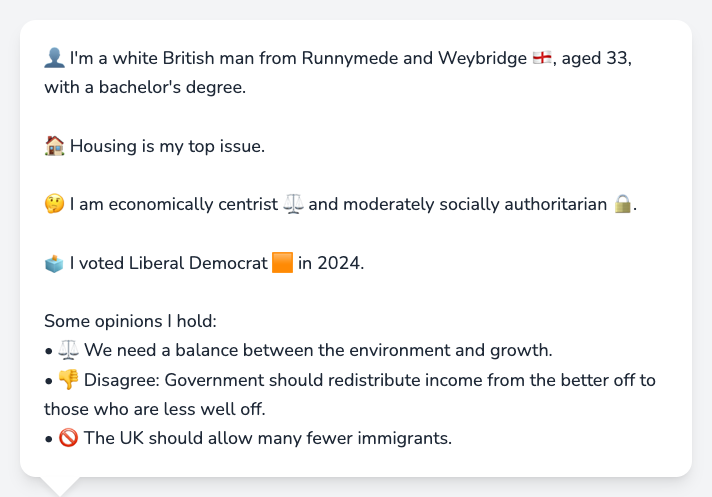 👤 I'm a white British man from Runnymede and Weybridge 🏴󠁧󠁢󠁥󠁮󠁧󠁿, aged 33,
with a bachelor's degree.
🏠 Housing is my top issue.
🤔 I am economically centrist ⚖️ and moderately socially authoritarian 🔒.
🗳️ I voted Liberal Democrat 🟧 in 2024.
Some opinions I hold:
• ⚖️ We need a balance between the environment and growth.
• 👎 Disagree: Government should redistribute income from the better off to
those who are less well off.
• 🚫 The UK should allow many fewer immigrants.